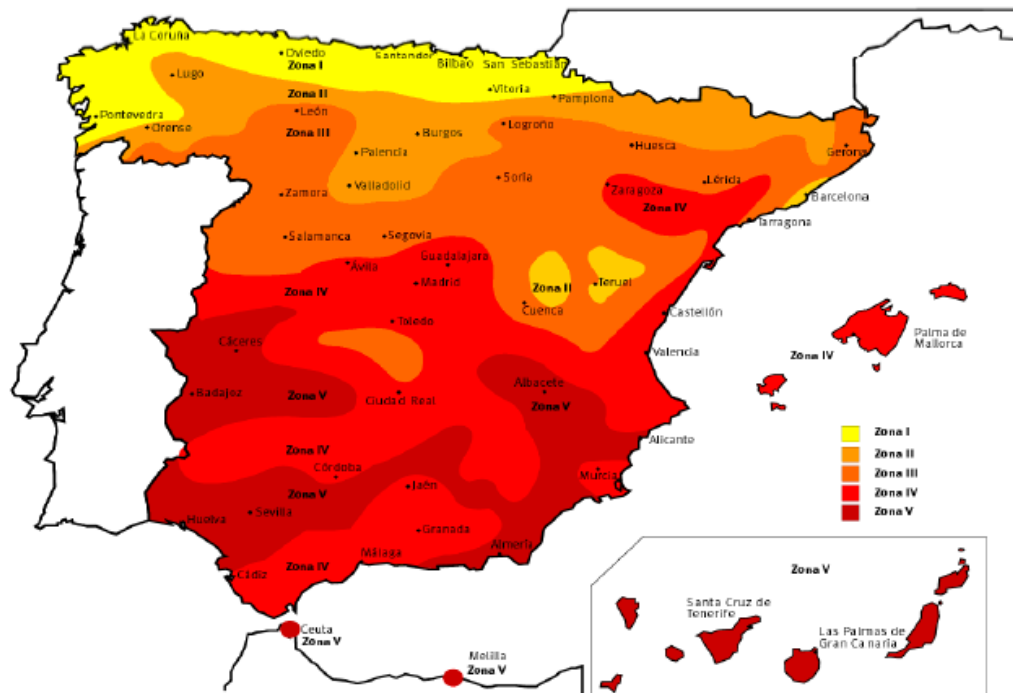 La Coruña
Oviedo
Santander
Bilbao
San Sebastián
Zona I
Lugo
Vitoria
Pamplona
Zona II
León
Pontevedra
Orense
Zona III
Burgos
Logroño
Huesca
Gerona
Palencia
Valladolid
Soria
Zaragoza
Lérida
Zamora
Barcelona
Zona IV
Tarragona
Salamanca
Segovia
Guadalajara
Ávila
Madrid
Zona IV
Zona II
Teruel
Cuenca
Toledo
Castellón
Palma de
Mallorca
Cáceres
Valencia
Zona IV
Badajoz
Zona V
Ciudad Real
Albacete
Zona V
Alicante
Zona IV
Córdoba
Murcia
Zona V
Jaén
Huelva
Sevilla
Granada
Almería
Málaga
Cádiz
Zona IV
Ceuta
Zona V
Melilla
Zona V
Zona I
Zona II
Zona III
Zona IV
Zona V
Zona V
Santa Cruz de
Tenerife
Las Palmas de
Gran Canaria